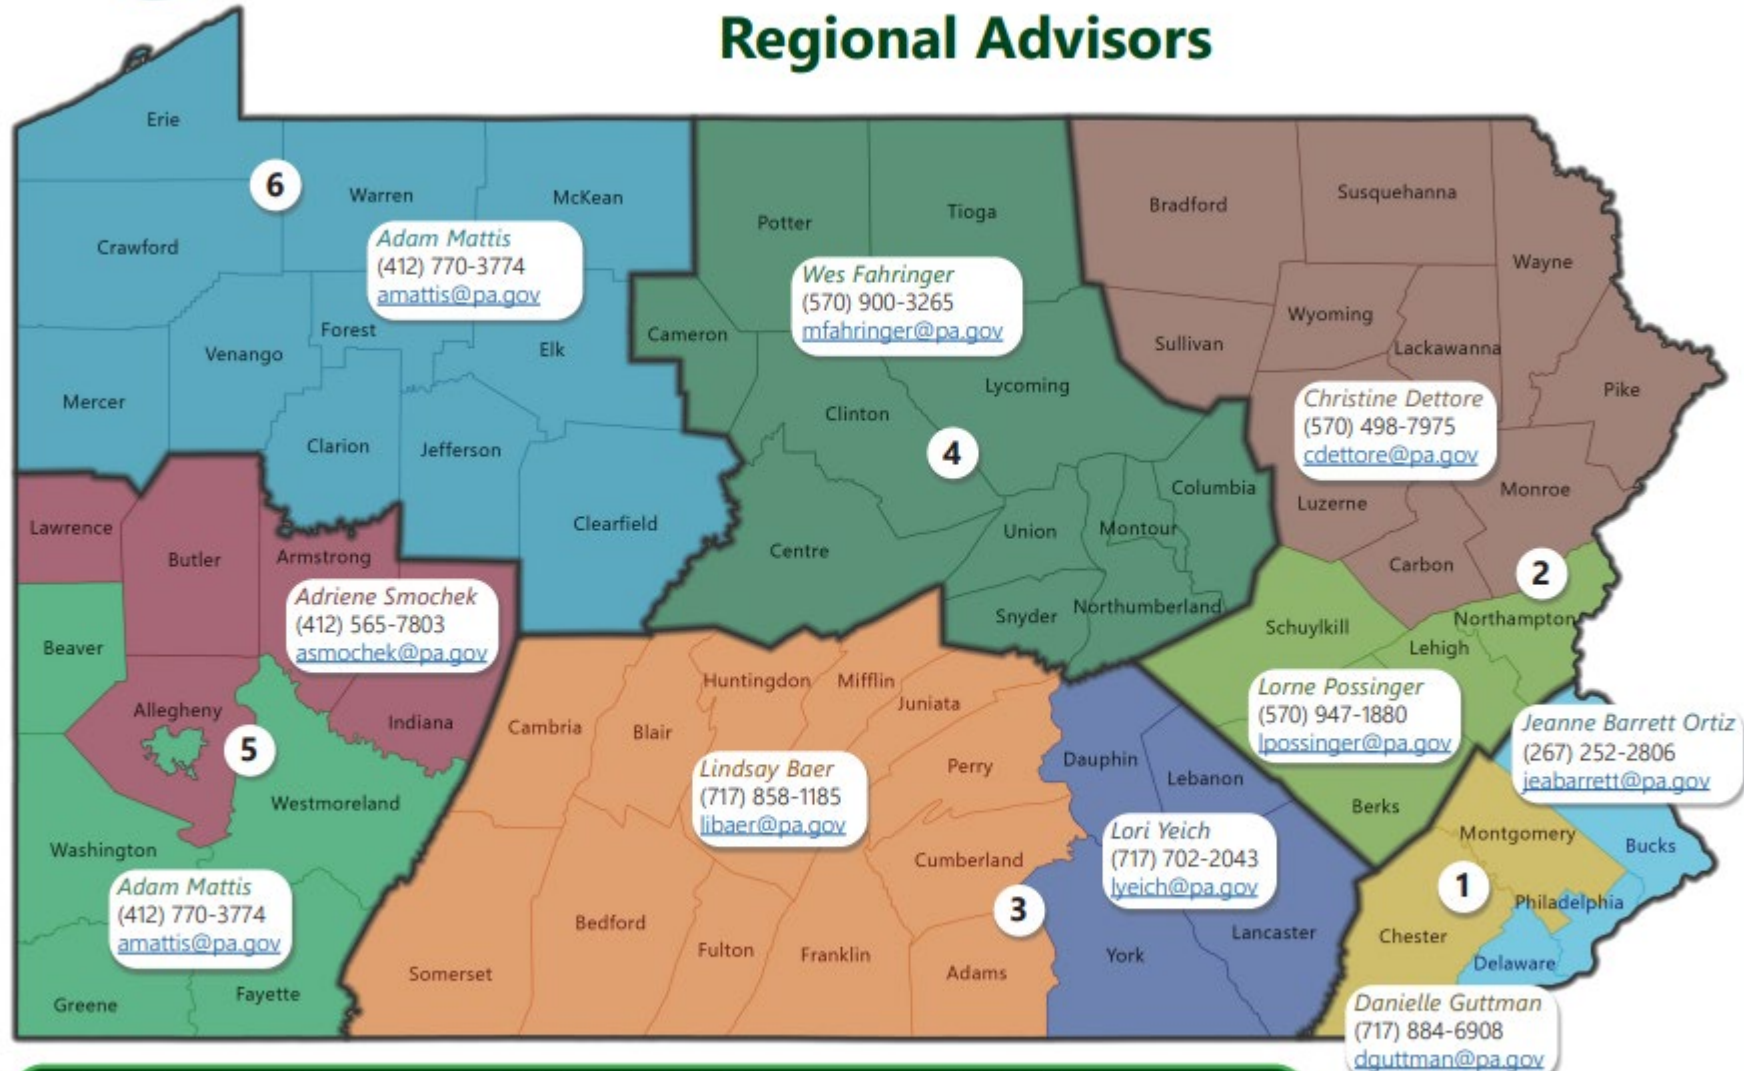 Regional Advisors
Erie
6
Warren
McKean
Crawford
Adam Mattis
(412) 770-3774
amattis@pa.gov
Forest
Venango
Elk
Mercer
Clarion
Jefferson
Clearfield
Potter
Tioga
Wes Fahringer
(570) 900-3265
mfahringer@pa.gov
Cameron
Lycoming
Clinton
4
Columbia
Union
Montour
Centre
Snyder
Northumberland
Bradford
Susquehanna
Wayne
Wyoming
Sullivan
Lackawanna
Pike
Christine Dettore
(570) 498-7975
cdettore@pa.gov
Luzerne
Monroe
Carbon
2
Northampton
Schuylkill
Lehigh
Lorne Possinger
(570) 947-1880
lpossinger@pa.gov
Berks
Lawrence
Butler
Armstrong
Adriene Smochek
(412) 565-7803
asmochek@pa.gov
Beaver
Allegheny
Indiana
5
Westmoreland
Washington
Adam Mattis
(412) 770-3774
amattis@pa.gov
Greene
Fayette
Huntingdon
Mifflin
Juniata
Cambria
Blair
Perry
Lindsay Baer
(717) 858-1185
libaer@pa.gov
Cumberland
Bedford
Fulton
Franklin
Somerset
Adams
3
Dauphin
Lebanon
Lori Yeich
(717) 702-2043
lyeich@pa.gov
York
Lancaster
Jeanne Barrett Ortiz
(267) 252-2806
jeabarrett@pa.gov
Montgomery
Bucks
1
Philadelphia
Chester
Delaware
Danielle Guttman
(717) 884-6908
dguttman@pa.gov